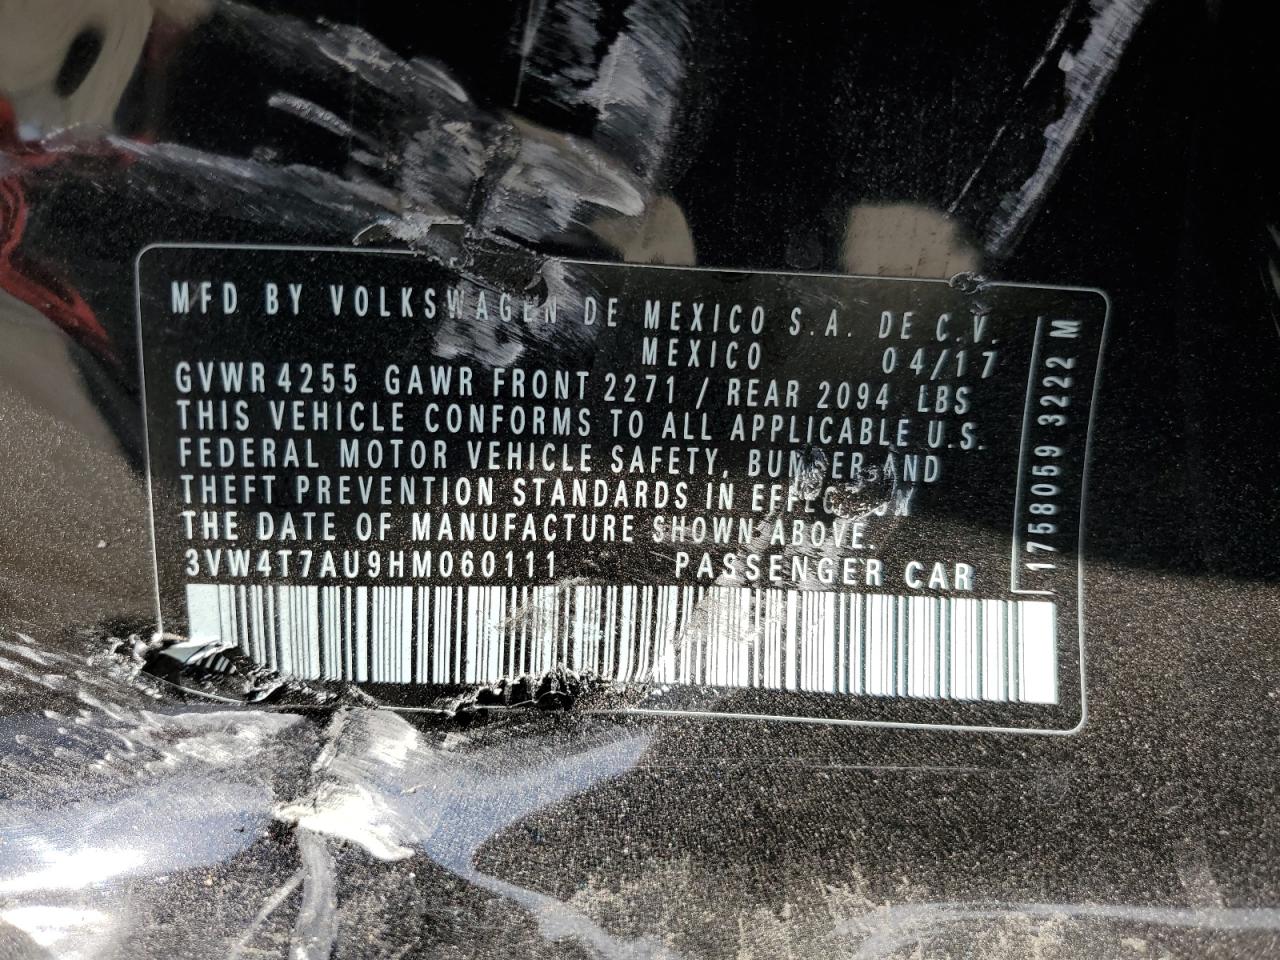 MFD BY VOLKSWAGEN DE MEXICO S.A. DE C.V.
MEXICO 04/17
GVWR 4255 GAWR FRONT 2271 / REAR 2094 LBS
THIS VEHICLE CONFORMS TO ALL APPLICABLE U.S.
FEDERAL MOTOR VEHICLE SAFETY, BUMPER AND
THEFT PREVENTION STANDARDS IN EFFECT ON
THE DATE OF MANUFACTURE SHOWN ABOVE.
3VW4T7AU9HM060111 PASSENGER CAR
1758059 3222 M